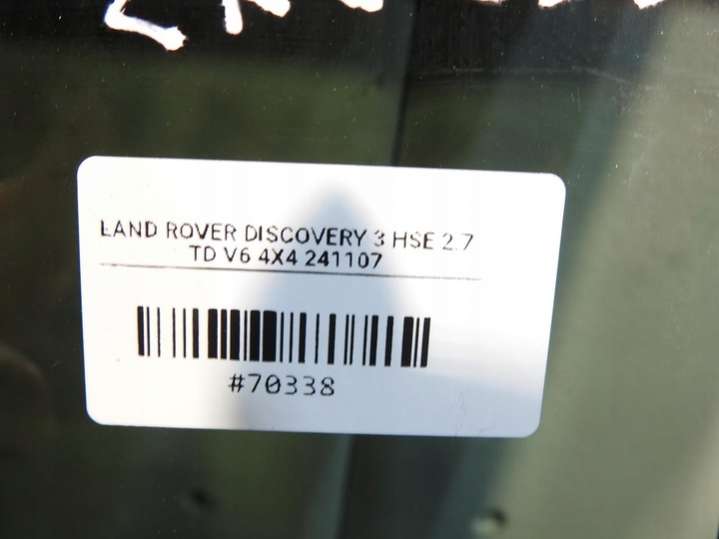 LAND ROVER DISCOVERY 3 HSE 2.7
TD V6 4X4 241107
#70338